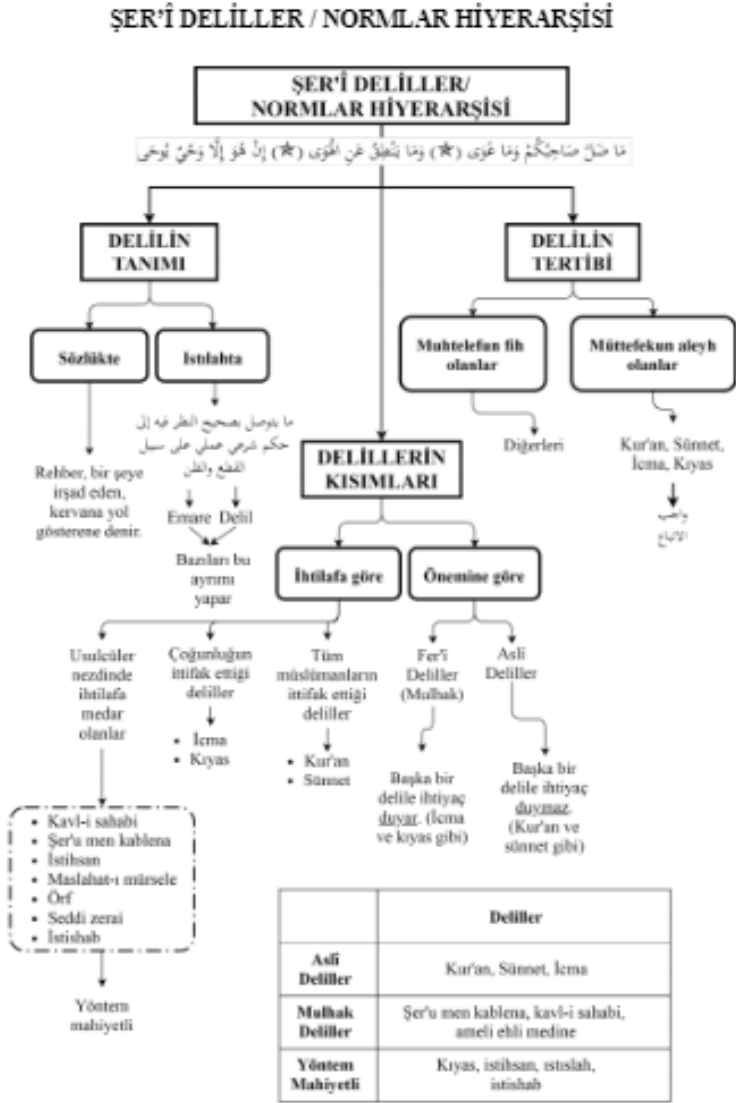 ŞER'Î DELİLLER / NORMLAR HİYERARŞİSİ
ŞER'Î DELİLLER/
NORMLAR HİYERARŞİSİ
مَا ضَلَّ صَاحِبُكُمْ وَمَا غَوَى (★) وَمَا يَنْطِقُ عَنِ الْهَوَى (★) إِنْ هُوَ إِلَّا وَحْيٌ يُوحَى
DELİLİN
TANIMI
Sözlükte
Rehber, bir şeye
irşad eden,
kervana yol
gösterene denir.
Istılahta
ما يتوصل بصحيح النظر فيه إلى
حكم شرعي عملي على سبيل
القطع والظن
Emare Delil
Bazıları bu
ayrımı
yapar
DELİLİN
TERTİBİ
Muhtelefun fih
olanlar
Diğerleri
Müttefekun aleyh
olanlar
Kur'an, Sünnet,
İcma, Kıyas
واجب
الاتباع
DELİLLERİN
KISIMLARI
İhtilafa göre
Usulcüler
nezdinde
ihtilafa
medar
olanlar
• Kavl-i sahabi
• Şer'u men kablena
• İstihsan
• Maslahat-ı mürsele
• Örf
• Seddi zerai
• İstishab
Yöntem
mahiyetli
Çoğunluğun
ittifak ettiği
deliller
• İcma
• Kıyas
Tüm
müslümanların
ittifak ettiği
deliller
• Kur'an
• Sünnet
Önemine göre
Fer'i
Deliller
(Mulhak)
Başka bir
delile ihtiyaç
duyar. (İcma
ve kıyas gibi)
Asli
Deliller
Başka bir
delile ihtiyaç
duymaz.
(Kur'an ve
sünnet gibi)
Deliller
Aslî
Deliller
Kur'an, Sünnet, İcma
Mulhak
Deliller
Şer'u men kablena, kavl-i sahabi,
ameli ehli medine
Yöntem
Mahiyetli
Kıyas, istihsan, ıstıslah,
istishab